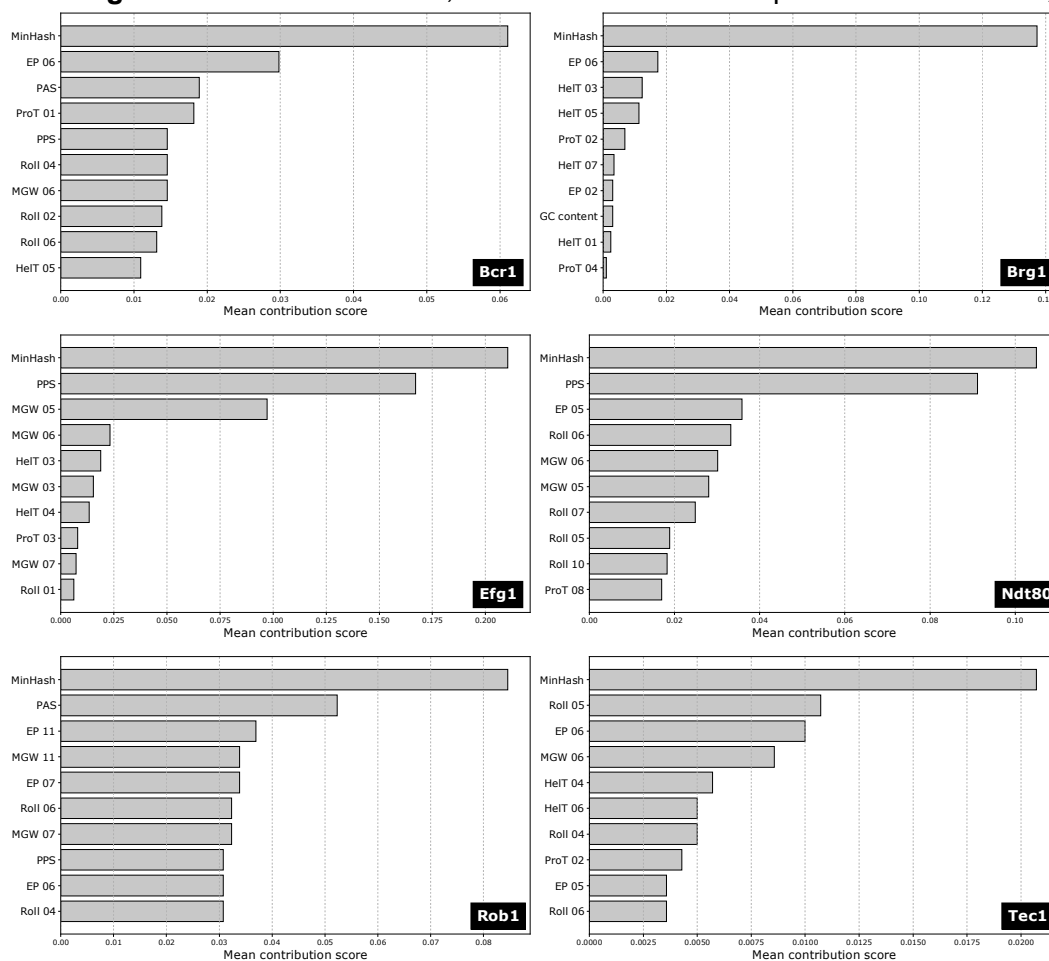 MinHash
EP 06
PAS
ProT 01
PPS
Roll 04
MGW 06
Roll 02
Roll 06
HelT 05
Bcr1
0.00 0.01 0.02 0.03 0.04 0.05 0.06
Mean contribution score
MinHash
EP 06
HelT 03
HelT 05
ProT 02
HelT 07
EP 02
GC content
HelT 01
ProT 04
Brg1
0.00 0.02 0.04 0.06 0.08 0.10 0.12
Mean contribution score
MinHash
PPS
MGW 05
MGW 06
HelT 03
MGW 03
HelT 04
ProT 03
MGW 07
Roll 01
Efg1
0.000 0.025 0.050 0.075 0.100 0.125 0.150 0.175 0.200
Mean contribution score
MinHash
PPS
EP 05
Roll 06
MGW 06
MGW 05
Roll 07
Roll 05
Roll 10
ProT 08
Ndt80
0.00 0.02 0.04 0.06 0.08 0.10
Mean contribution score
MinHash
PAS
EP 11
MGW 11
EP 07
Roll 06
MGW 07
PPS
EP 06
Roll 04
Rob1
0.00 0.01 0.02 0.03 0.04 0.05 0.06 0.07 0.08
Mean contribution score
MinHash
Roll 05
EP 06
MGW 06
HelT 04
HelT 06
Roll 04
ProT 02
EP 05
Roll 06
Tec1
0.0000 0.0025 0.0050 0.0075 0.0100 0.0125 0.0150 0.0175 0.0200
Mean contribution score